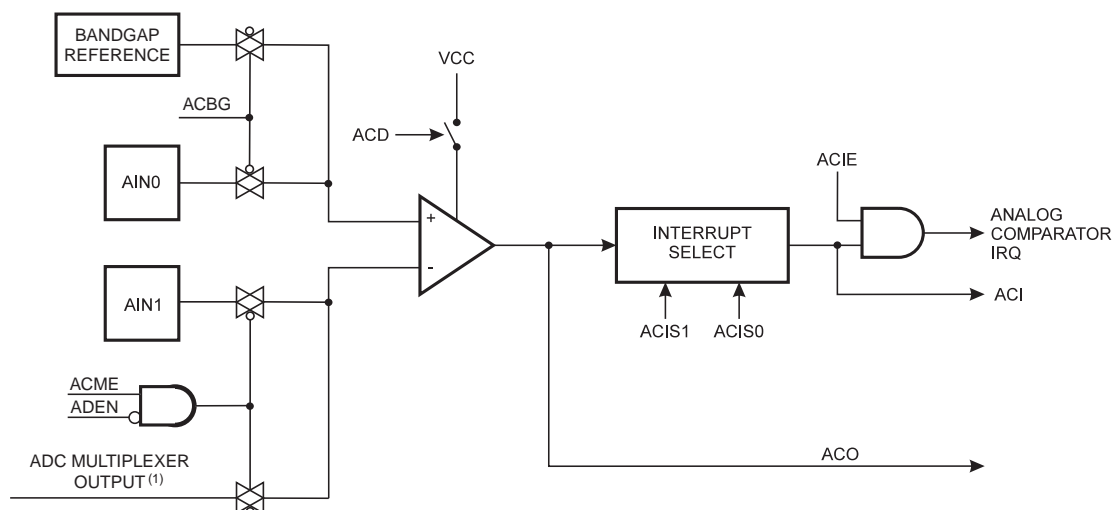 BANDGAP
REFERENCE
VCC
ACBG
ACD
ACIE
AIN0
+
INTERRUPT
SELECT
ANALOG
COMPARATOR
IRQ
-
AIN1
ACI
ACIS1
ACIS0
ACME
ADEN
ADC MULTIPLEXER
OUTPUT (1)
ACO